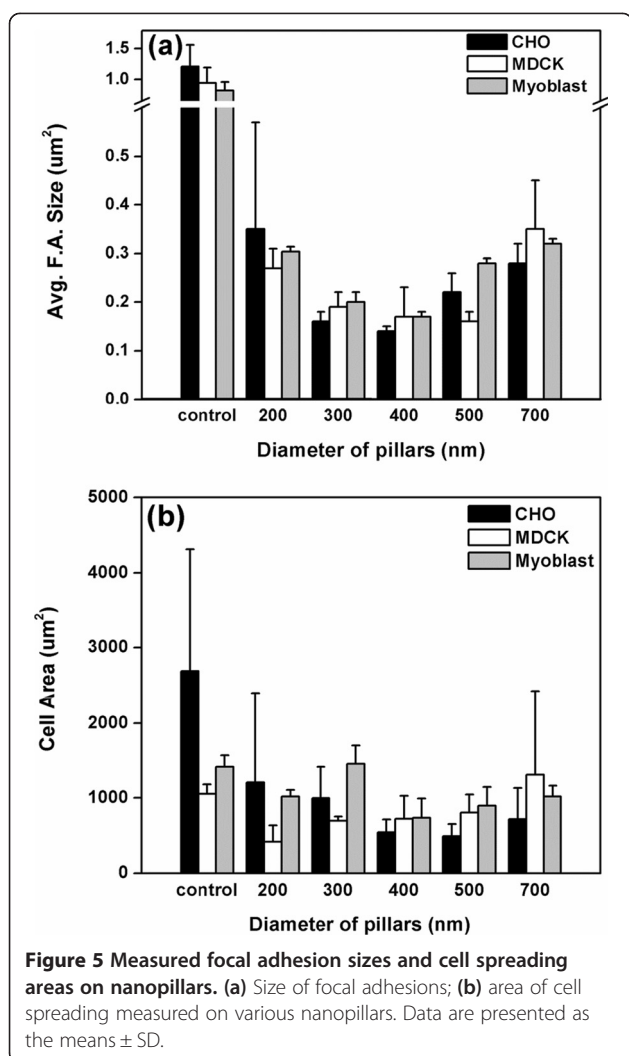 (a)
CHO
MDCK
Myoblast
1.5
1.0
0.5
0.4
0.3
0.2
0.1
0.0
Avg. F.A. Size (um²)
control 200 300 400 500 700
Diameter of pillars (nm)
(b)
CHO
MDCK
Myoblast
5000
4000
3000
2000
1000
0
Cell Area (um²)
control 200 300 400 500 700
Diameter of pillars (nm)
Figure 5 Measured focal adhesion sizes and cell spreading
areas on nanopillars. (a) Size of focal adhesions; (b) area of cell
spreading measured on various nanopillars. Data are presented as
the means ± SD.